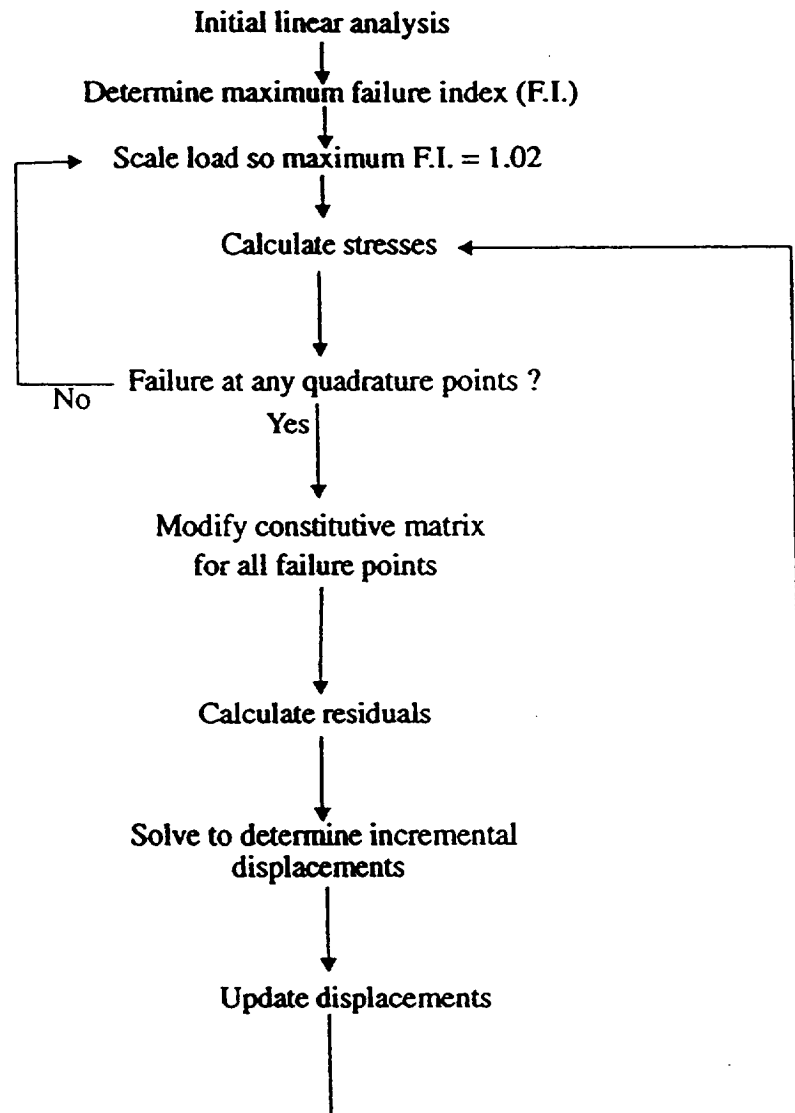 Initial linear analysis
Determine maximum failure index (F.I.)
Scale load so maximum F.I. = 1.02
Calculate stresses
Failure at any quadrature points ?
No
Yes
Modify constitutive matrix
for all failure points
Calculate residuals
Solve to determine incremental
displacements
Update displacements